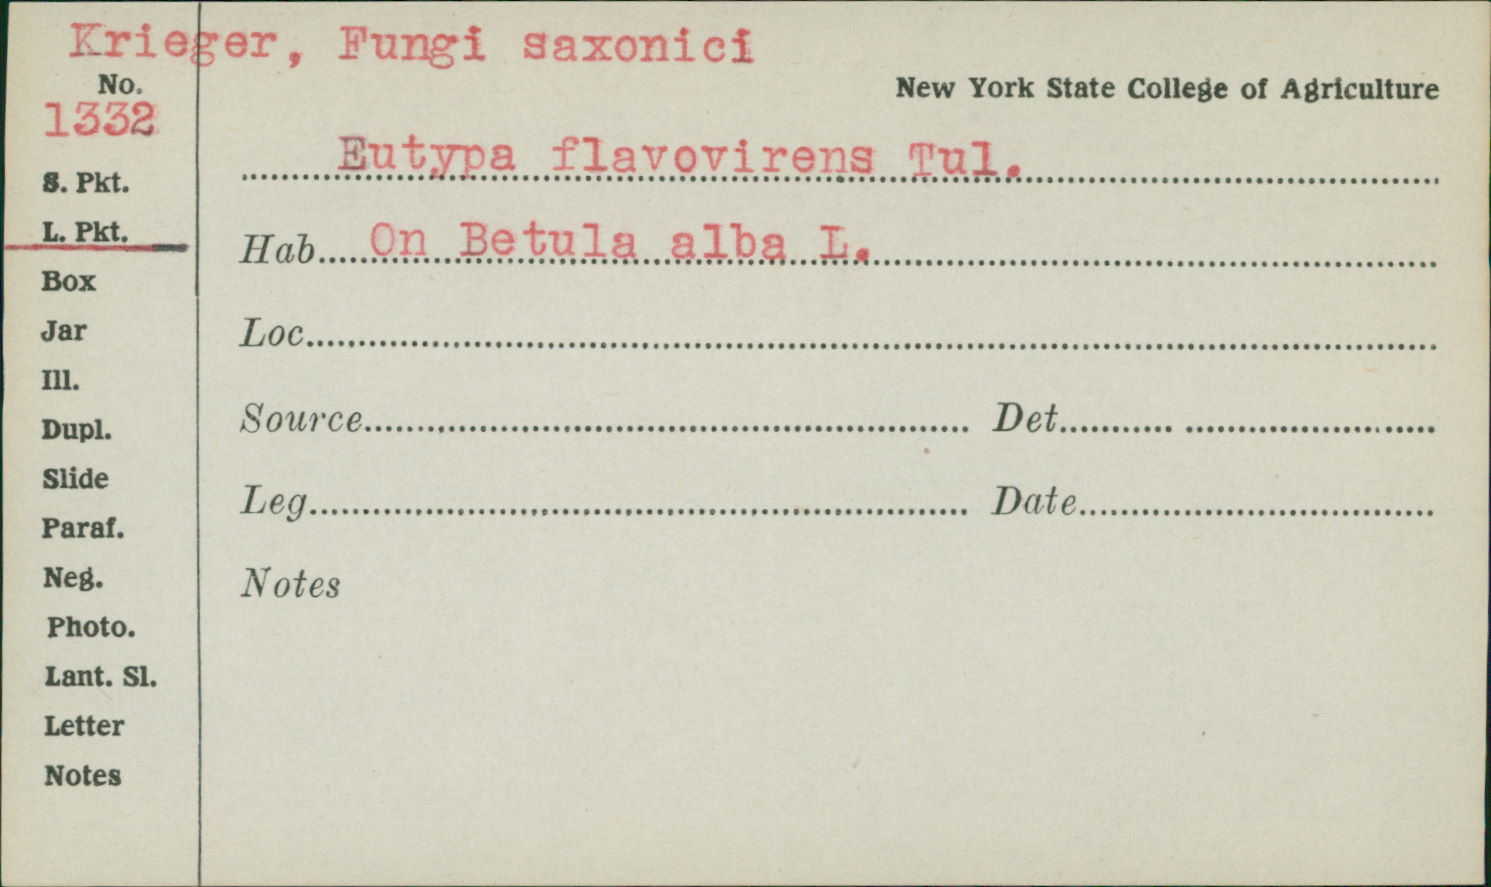 Krieger, Fungi saxonici
No.
1332
New York State College of Agriculture
Eutypa flavovirens Tul.
S. Pkt.
L. Pkt.
Hab. On Betula alba L.
Box
Jar
Loc.
Ill.
Dupl.
Source Det.
Slide
Leg. Date
Paraf.
Neg.
Notes
Photo.
Lant. Sl.
Letter
Notes